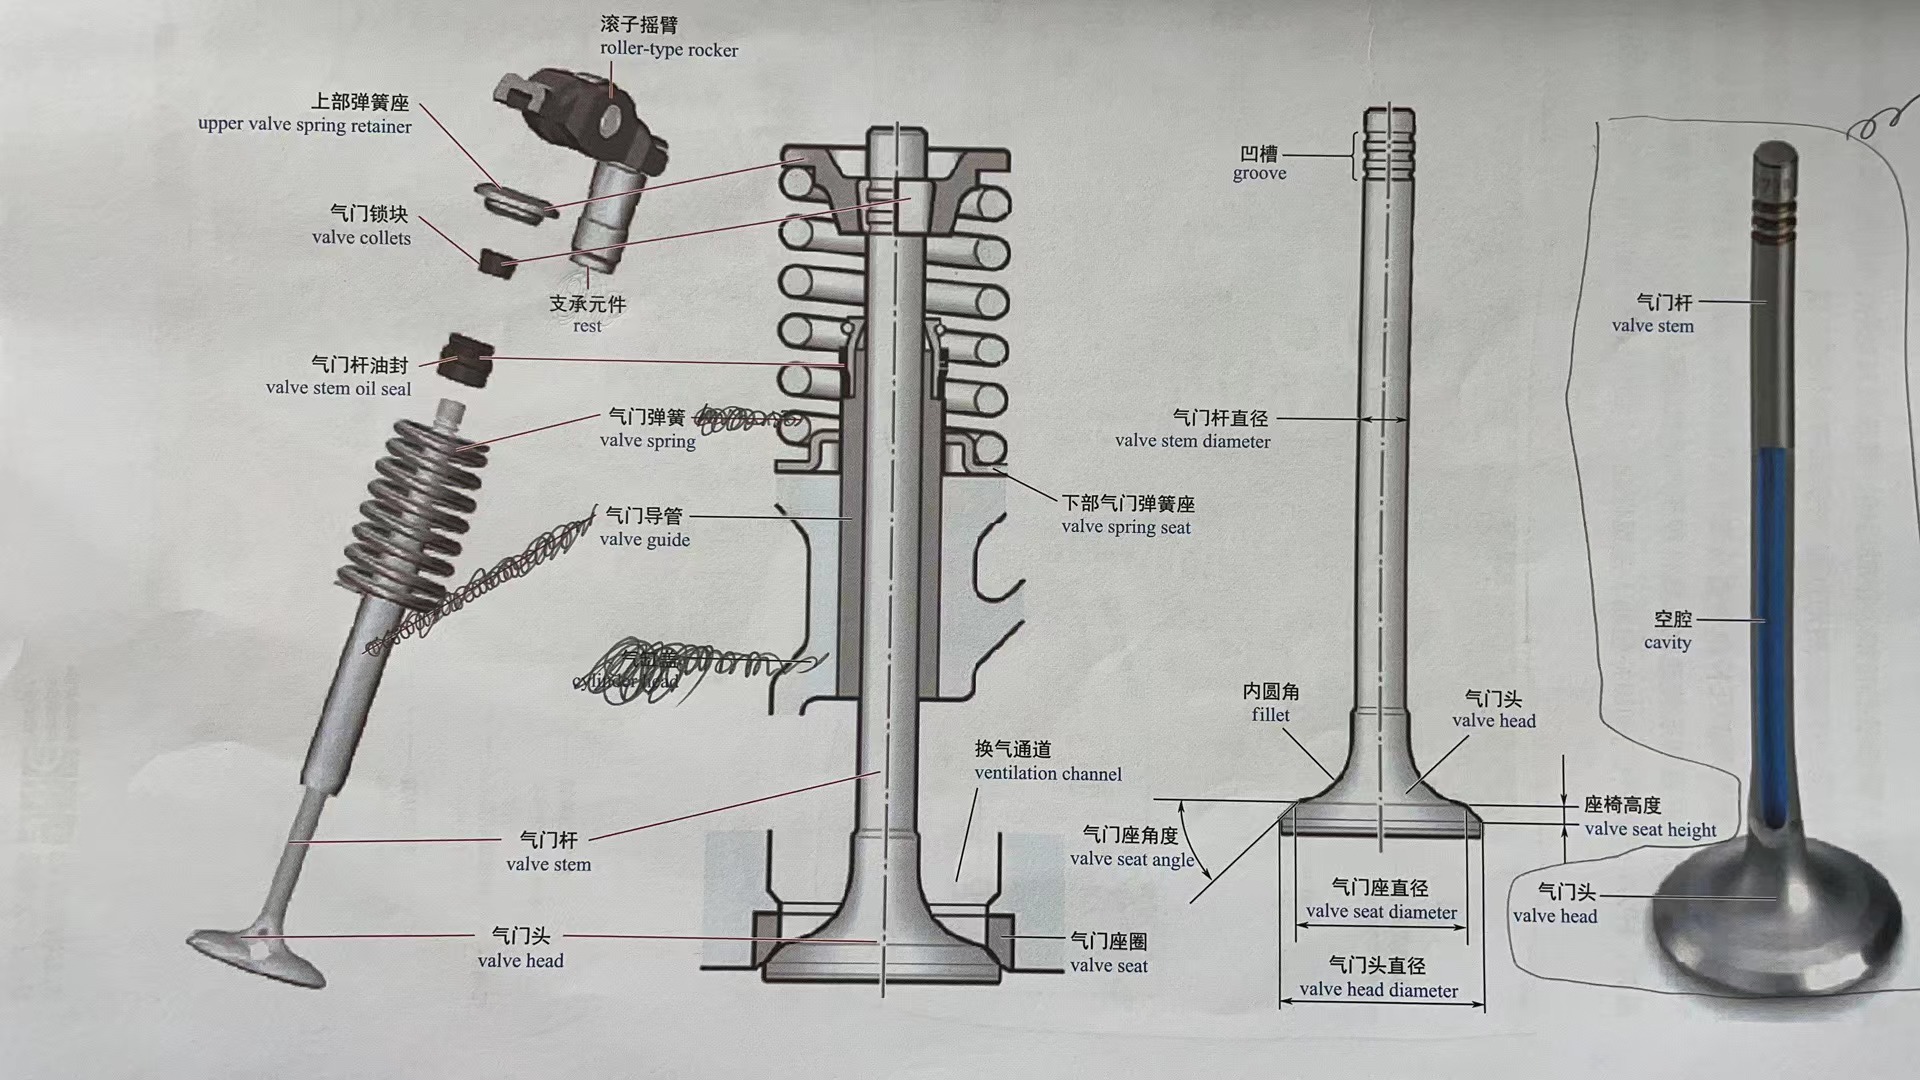 滚子摇臂
roller-type rocker
上部弹簧座
upper valve spring retainer
气门锁块
valve collets
支承元件
rest
气门杆油封
valve stem oil seal
气门弹簧
valve spring
气门导管
valve guide
气缸盖
cylinder head
下部气门弹簧座
valve spring seat
换气通道
ventilation channel
气门杆
valve stem
气门头
valve head
气门座圈
valve seat
凹槽
groove
气门杆直径
valve stem diameter
内圆角
fillet
气门头
valve head
气门座角度
valve seat angle
座椅高度
valve seat height
气门座直径
valve seat diameter
气门头直径
valve head diameter
气门杆
valve stem
空腔
cavity
气门头
valve head